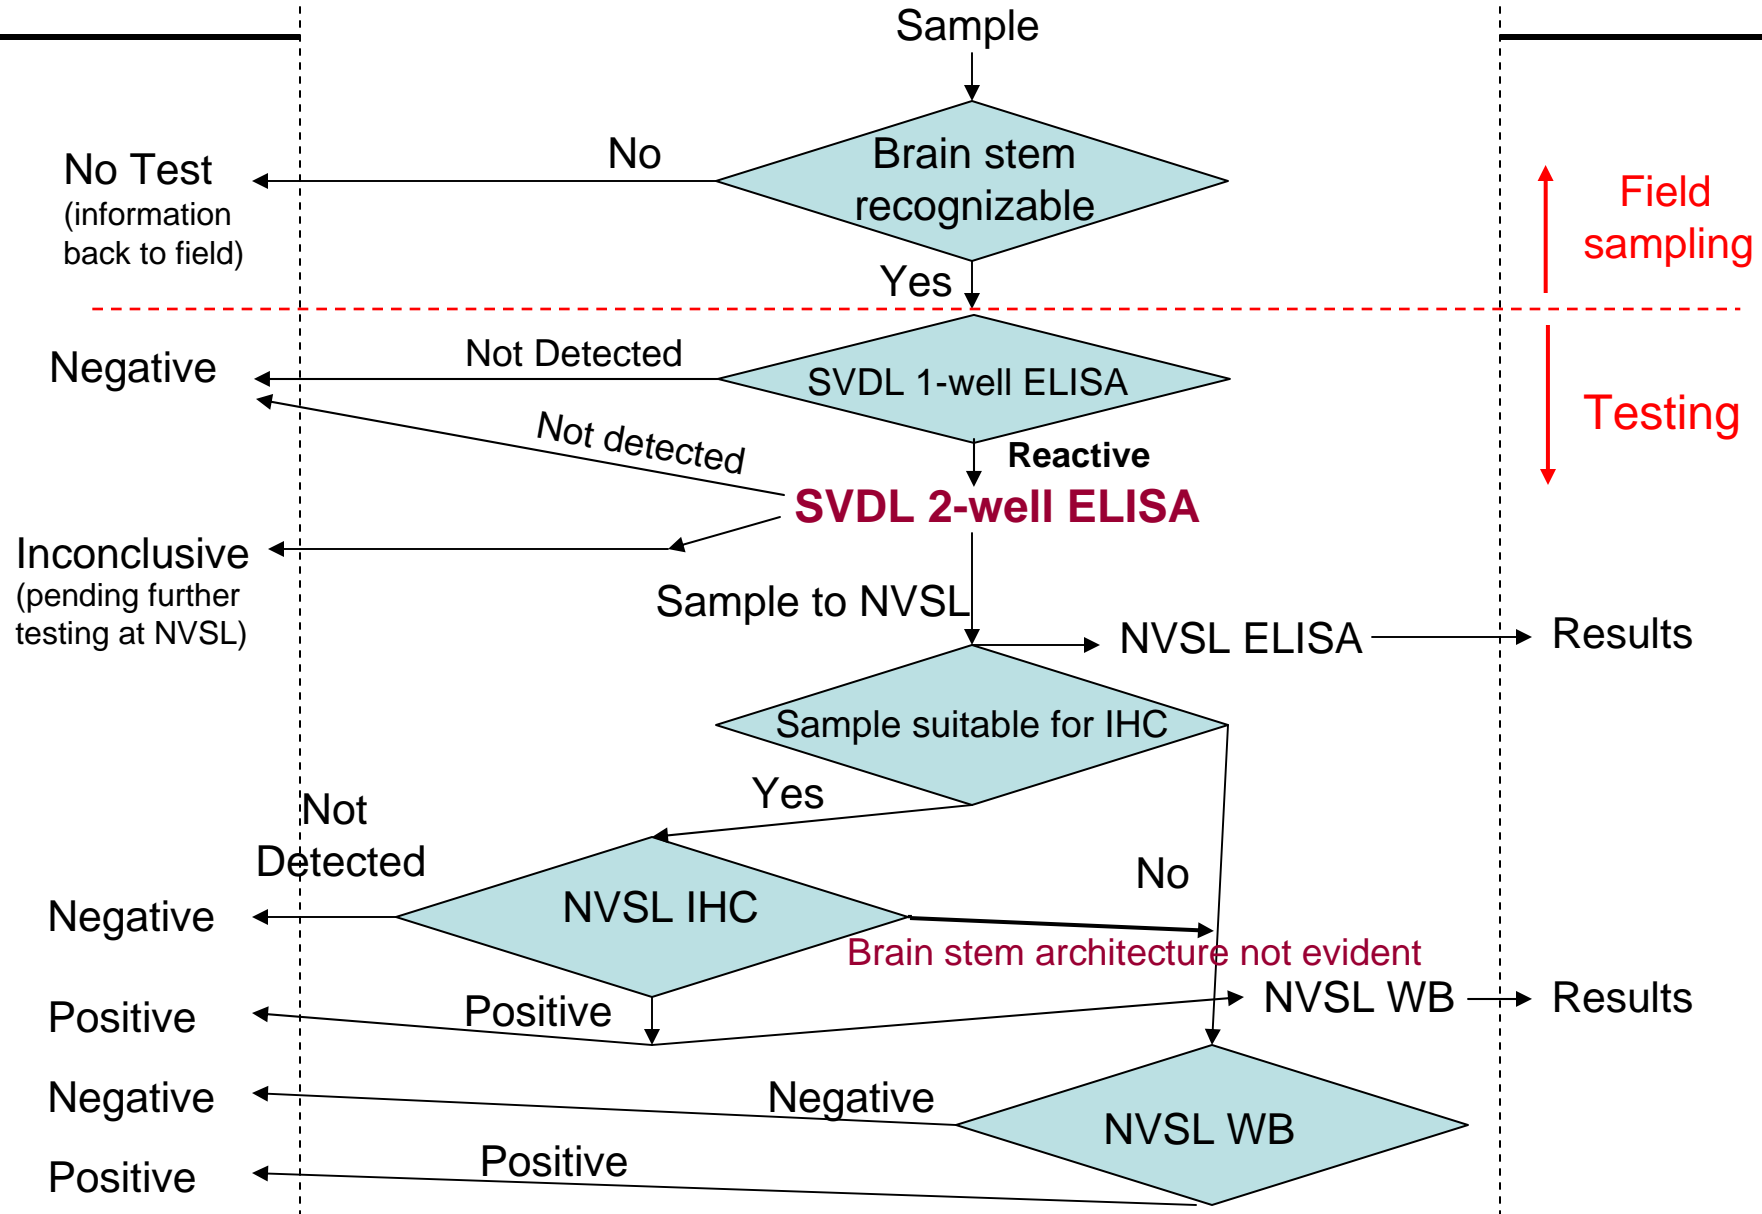 Sample
No
Brain stem
recognizable
No Test
(information
back to field)
Yes
Field
sampling
Not Detected
Negative
SVDL 1-well ELISA
Testing
Not detected
Reactive
SVDL 2-well ELISA
Inconclusive
(pending further
testing at NVSL)
Sample to NVSL
NVSL ELISA
Results
Sample suitable for IHC
Yes
Not
Detected
No
NVSL IHC
Negative
Brain stem architecture not evident
Positive
Positive
NVSL WB
Results
Negative
Negative
NVSL WB
Positive
Positive